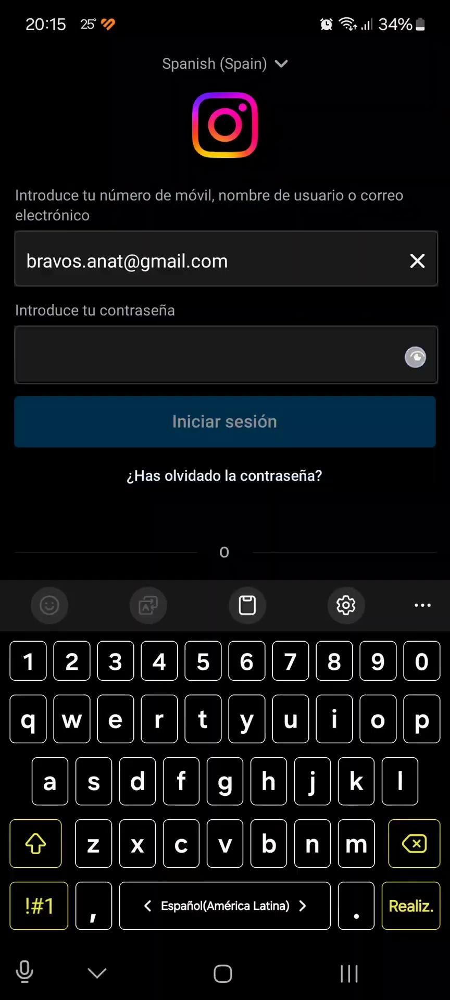 20:15 25° 34%
Spanish (Spain)
Introduce tu número de móvil, nombre de usuario o correo
electrónico
bravos.anat@gmail.com
Introduce tu contraseña
Iniciar sesión
¿Has olvidado la contraseña?
O
1 2 3 4 5 6 7 8 9 0
q w e r t y u i o p
a s d f g h j k l
z x c v b n m
!#1 , < Español(América Latina) > . Realiz.